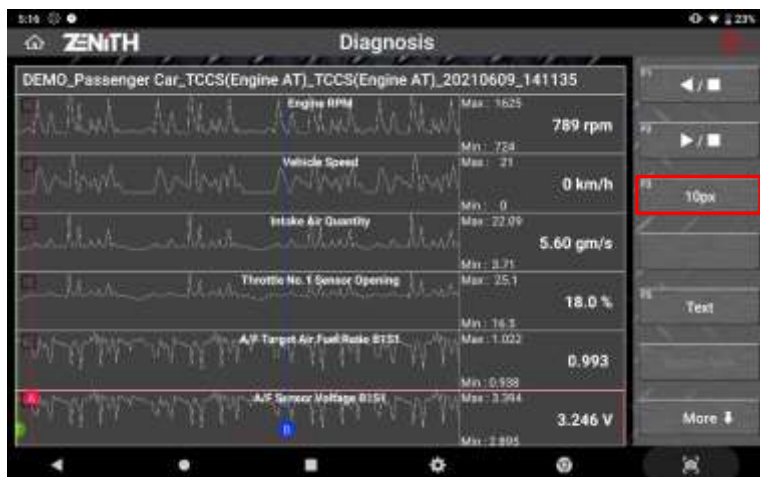 5:16 23%
ZENITH Diagnosis
DEMO_Passenger Car_TCCS(Engine AT)_TCCS(Engine AT)_20210609_141135
Engine RPM Max : 1625
789 rpm
Min : 724
Vehicle Speed Max : 21
0 km/h
Min : 0
Intake Air Quantity Max : 22.09
5.60 gm/s
Min : 3.71
Throttle No.1 Sensor Opening Max : 25.1
18.0 %
Min : 16.5
A/F Target Air Fuel Ratio B1S1 Max : 1.022
0.993
Min : 0.938
A/F Sensor Voltage B1S1 Max : 3.394
3.246 V
Min : 2.895
A
B
F1
F2
F3 10px
F5 Text
More